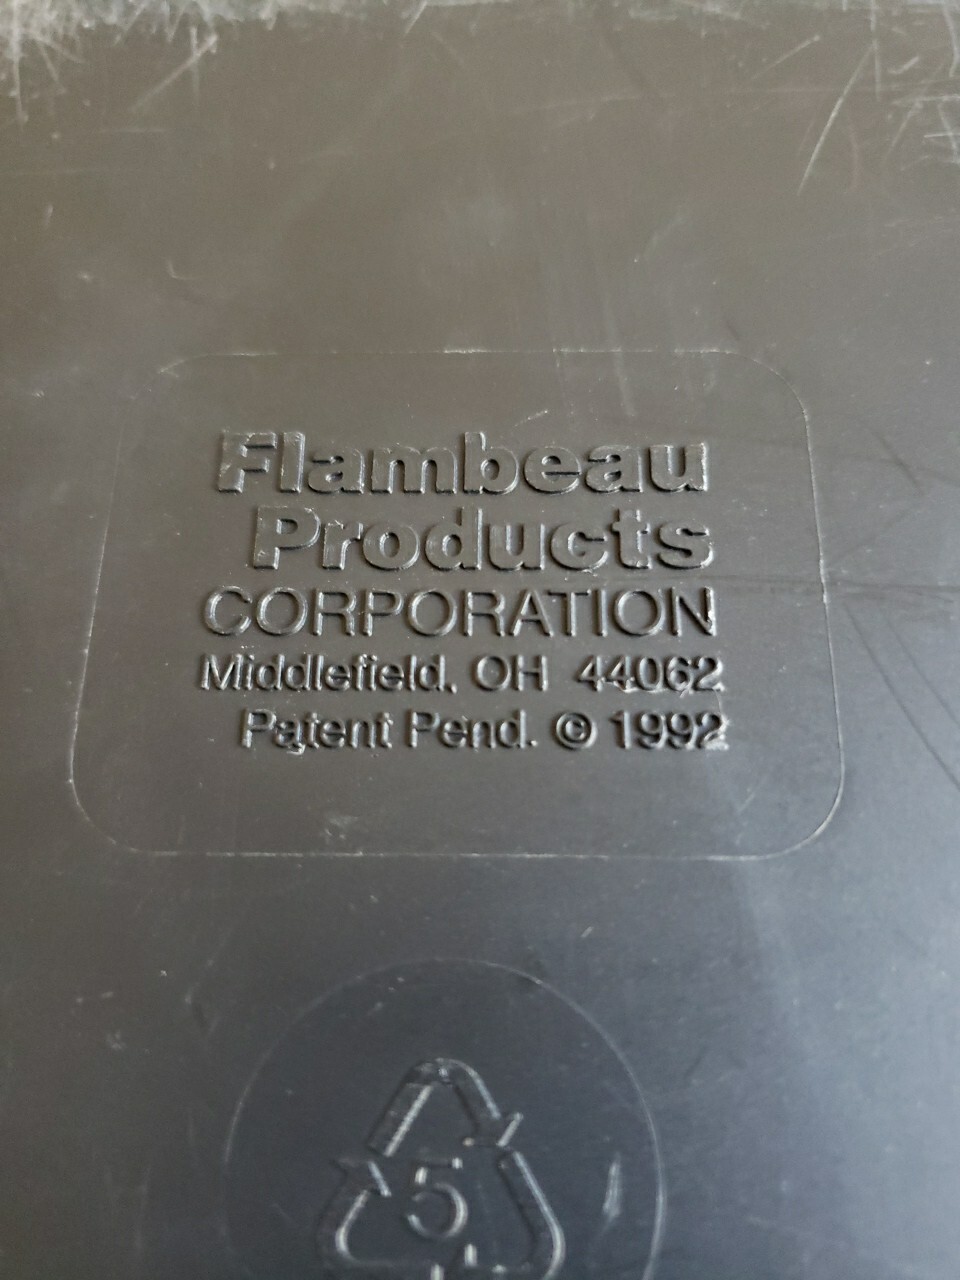 Flambeau
Products
CORPORATION
Middlefield, OH 44062
Patent Pend. © 1992
5